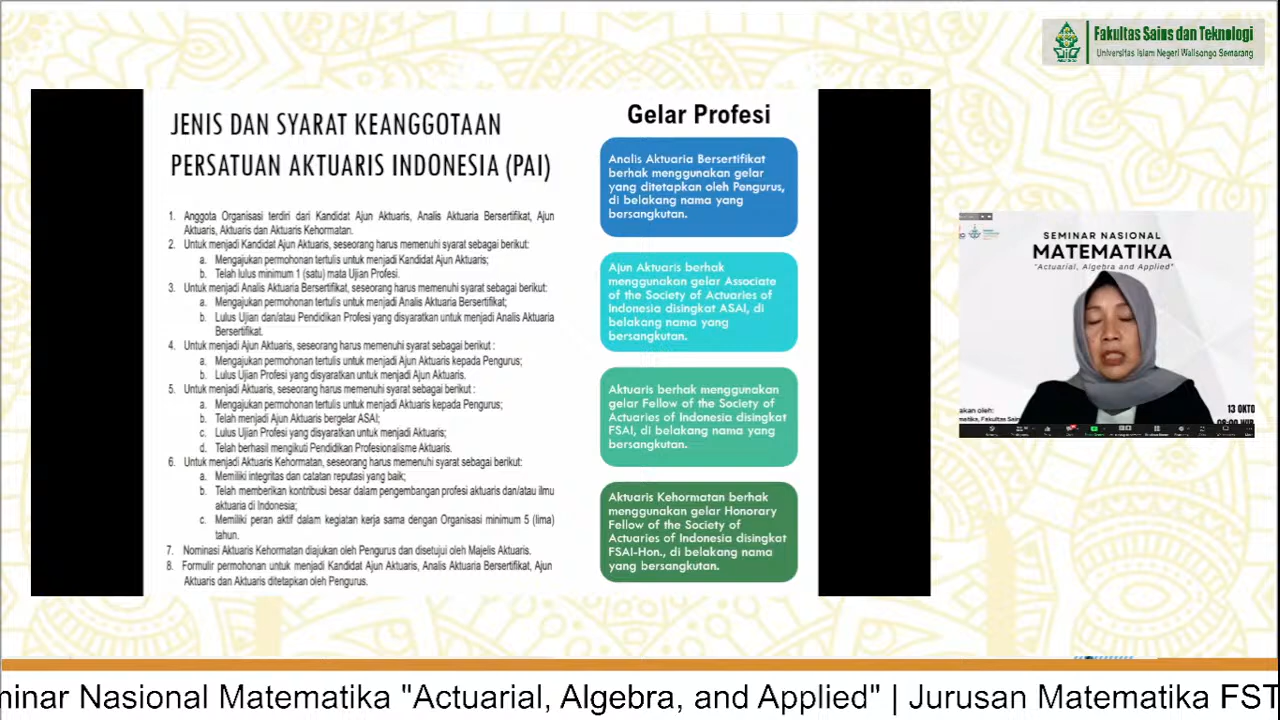 Fakultas Sains dan Teknologi
Universitas Islam Negeri Walisongo Semarang
JENIS DAN SYARAT KEANGGOTAAN
PERSATUAN AKTUARIS INDONESIA (PAI)
1. Anggota Organisasi terdiri dari Kandidat Ajun Aktuaris, Analis Aktuaria Bersertifikat, Ajun
Aktuaris, Aktuaris dan Aktuaris Kehormatan.
2. Untuk menjadi Kandidat Ajun Aktuaris, seseorang harus memenuhi syarat sebagai berikut:
a. Mengajukan permohonan tertulis untuk menjadi Kandidat Ajun Aktuaris;
b. Telah lulus minimum 1 (satu) mata Ujian Profesi.
3. Untuk menjadi Analis Aktuaria Bersertifikat, seseorang harus memenuhi syarat sebagai berikut:
a. Mengajukan permohonan tertulis untuk menjadi Analis Aktuaria Bersertifikat;
b. Lulus Ujian dan/atau Pendidikan Profesi yang disyaratkan untuk menjadi Analis Aktuaria
Bersertifikat.
4. Untuk menjadi Ajun Aktuaris, seseorang harus memenuhi syarat sebagai berikut :
a. Mengajukan permohonan tertulis untuk menjadi Ajun Aktuaris kepada Pengurus;
b. Lulus Ujian Profesi yang disyaratkan untuk menjadi Ajun Aktuaris.
5. Untuk menjadi Aktuaris, seseorang harus memenuhi syarat sebagai berikut :
a. Mengajukan permohonan tertulis untuk menjadi Aktuaris kepada Pengurus;
b. Telah menjadi Ajun Aktuaris bergelar ASAI;
c. Lulus Ujian Profesi yang disyaratkan untuk menjadi Aktuaris;
d. Telah berhasil mengikuti Pendidikan Profesionalisme Aktuaris.
6. Untuk menjadi Aktuaris Kehormatan, seseorang harus memenuhi syarat sebagai berikut:
a. Memiliki integritas dan catatan reputasi yang baik;
b. Telah memberikan kontribusi besar dalam pengembangan profesi aktuaris dan/atau ilmu
aktuaria di Indonesia;
c. Memiliki peran aktif dalam kegiatan kerja sama dengan Organisasi minimum 5 (lima)
tahun.
7. Nominasi Aktuaris Kehormatan diajukan oleh Pengurus dan disetujui oleh Majelis Aktuaris.
8. Formulir permohonan untuk menjadi Kandidat Ajun Aktuaris, Analis Aktuaria Bersertifikat, Ajun
Aktuaris dan Aktuaris ditetapkan oleh Pengurus.
Gelar Profesi
Analis Aktuaria Bersertifikat
berhak menggunakan gelar
yang ditetapkan oleh Pengurus,
di belakang nama yang
bersangkutan.
Ajun Aktuaris berhak
menggunakan gelar Associate
of the Society of Actuaries of
Indonesia disingkat ASAI, di
belakang nama yang
bersangkutan.
Aktuaris berhak menggunakan
gelar Fellow of the Society of
Actuaries of Indonesia disingkat
FSAI, di belakang nama yang
bersangkutan.
Aktuaris Kehormatan berhak
menggunakan gelar Honorary
Fellow of the Society of
Actuaries of Indonesia disingkat
FSAI-Hon., di belakang nama
yang bersangkutan.
SEMINAR NASIONAL
MATEMATIKA
"Actuarial, Algebra and Applied"
akan oleh:
matika, Fakultas Sain
13 OKTO
minar Nasional Matematika "Actuarial, Algebra, and Applied" | Jurusan Matematika FST